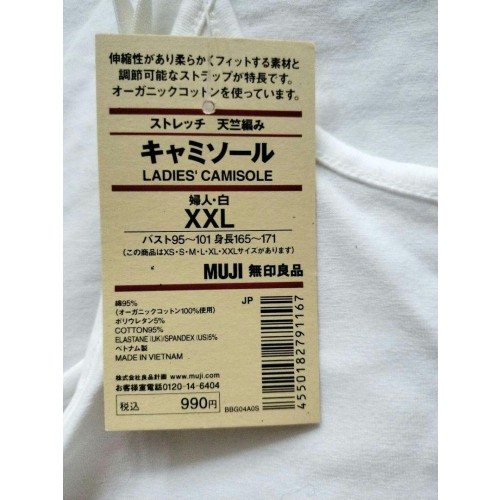 伸縮性があり柔らかくフィットする素材と
調節可能なストラップが特長です。
オーガニックコットンを使っています。
ストレッチ 天竺編み
キャミソール
LADIES' CAMISOLE
婦人・白
XXL
バスト95〜101 身長165〜171
(この商品はXS・S・M・L・XL・XXLサイズがあります)
MUJI 無印良品
JP
綿95%
(オーガニックコットン100%使用)
ポリウレタン5%
COTTON95%
ELASTANE(UK)/SPANDEX(US)5%
ベトナム製
MADE IN VIETNAM
株式会社良品計画 www.muji.com
お客様室電話0120-14-6404
税込 990円
BBG04A0S
4550182791167